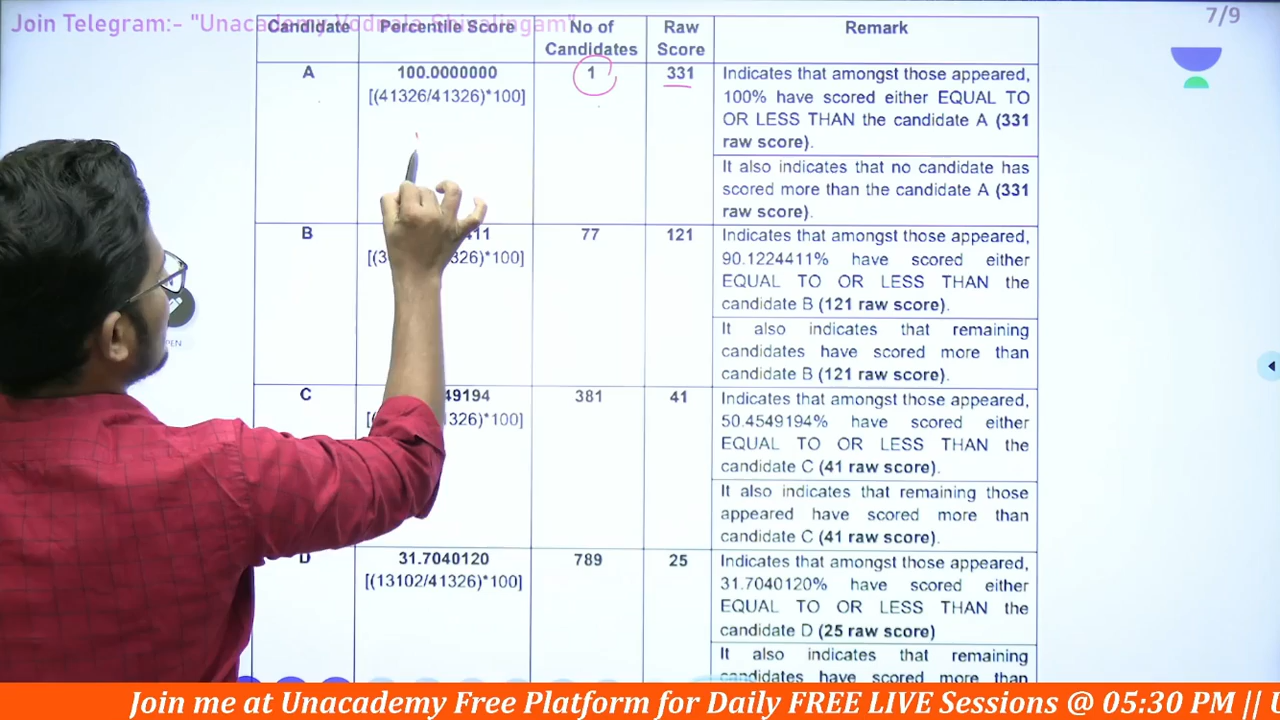 Join Telegram:- "Unacademy Vodnala Shivalingam"
7/9
Candidate
Percentile Score
No of
Candidates
Raw
Score
Remark
A
100.0000000
[(41326/41326)*100]
1
331
Indicates that amongst those appeared,
100% have scored either EQUAL TO
OR LESS THAN the candidate A (331
raw score).
It also indicates that no candidate has
scored more than the candidate A (331
raw score).
B
411
[(3
326)*100]
77
121
Indicates that amongst those appeared,
90.1224411% have scored either
EQUAL TO OR LESS THAN the
candidate B (121 raw score).
It also indicates that remaining
candidates have scored more than
candidate B (121 raw score).
C
49194
326)*100]
381
41
Indicates that amongst those appeared,
50.4549194% have scored either
EQUAL TO OR LESS THAN the
candidate C (41 raw score).
It also indicates that remaining those
appeared have scored more than
candidate C (41 raw score).
D
31.7040120
[(13102/41326)*100]
789
25
Indicates that amongst those appeared,
31.7040120% have scored either
EQUAL TO OR LESS THAN the
candidate D (25 raw score)
It also indicates that remaining
candidates have scored more than
PEN
Join me at Unacademy Free Platform for Daily FREE LIVE Sessions @ 05:30 PM ||